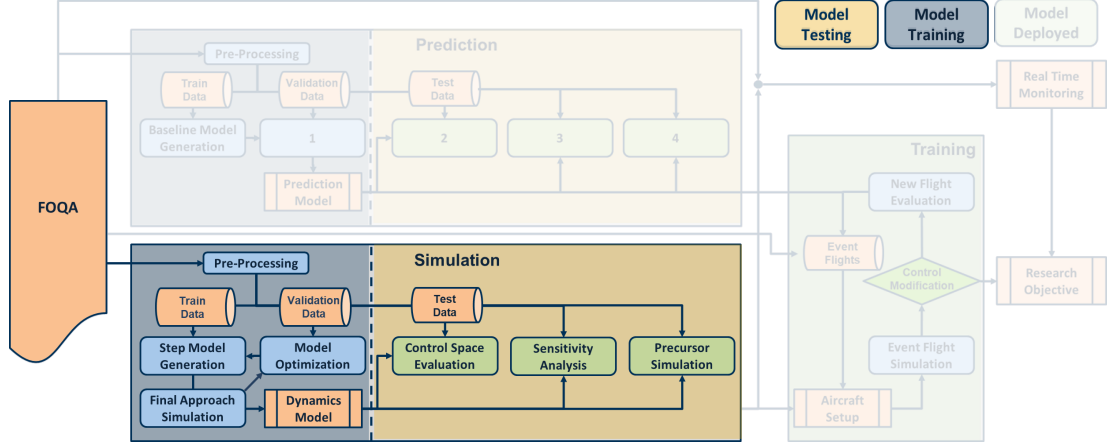 Model
Testing
Model
Training
Model
Deployed
Prediction
Pre-Processing
Train
Data
Validation
Data
Test
Data
Real Time
Monitoring
Baseline Model
Generation
1
2
3
4
Training
Prediction
Model
New Flight
Evaluation
FOQA
Event
Flights
Simulation
Pre-Processing
Control
Modification
Research
Objective
Train
Data
Validation
Data
Test
Data
Step Model
Generation
Model
Optimization
Control Space
Evaluation
Sensitivity
Analysis
Precursor
Simulation
Event Flight
Simulation
Final Approach
Simulation
Dynamics
Model
Aircraft
Setup